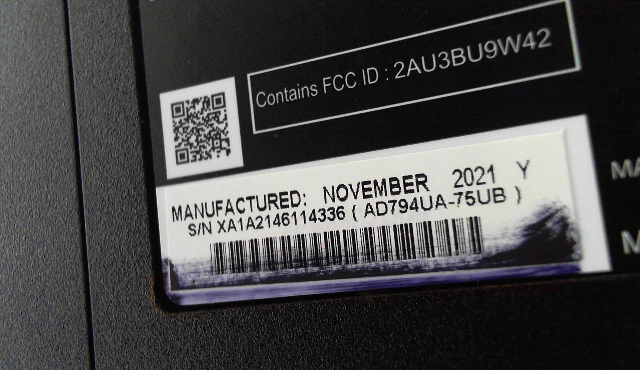 Contains FCC ID : 2AU3BU9W42
MANUFACTURED: NOVEMBER 2021 Y
S/N XA1A2146114336 ( AD794UA-75UB )